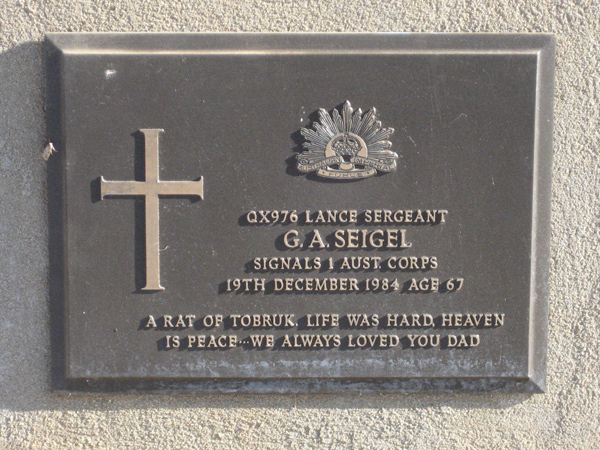 QX976 LANCE SERGEANT
G. A. SEIGEL
SIGNALS 1 AUST. CORPS
19TH DECEMBER 1984 AGE 67
A RAT OF TOBRUK. LIFE WAS HARD, HEAVEN
IS PEACE...WE ALWAYS LOVED YOU DAD